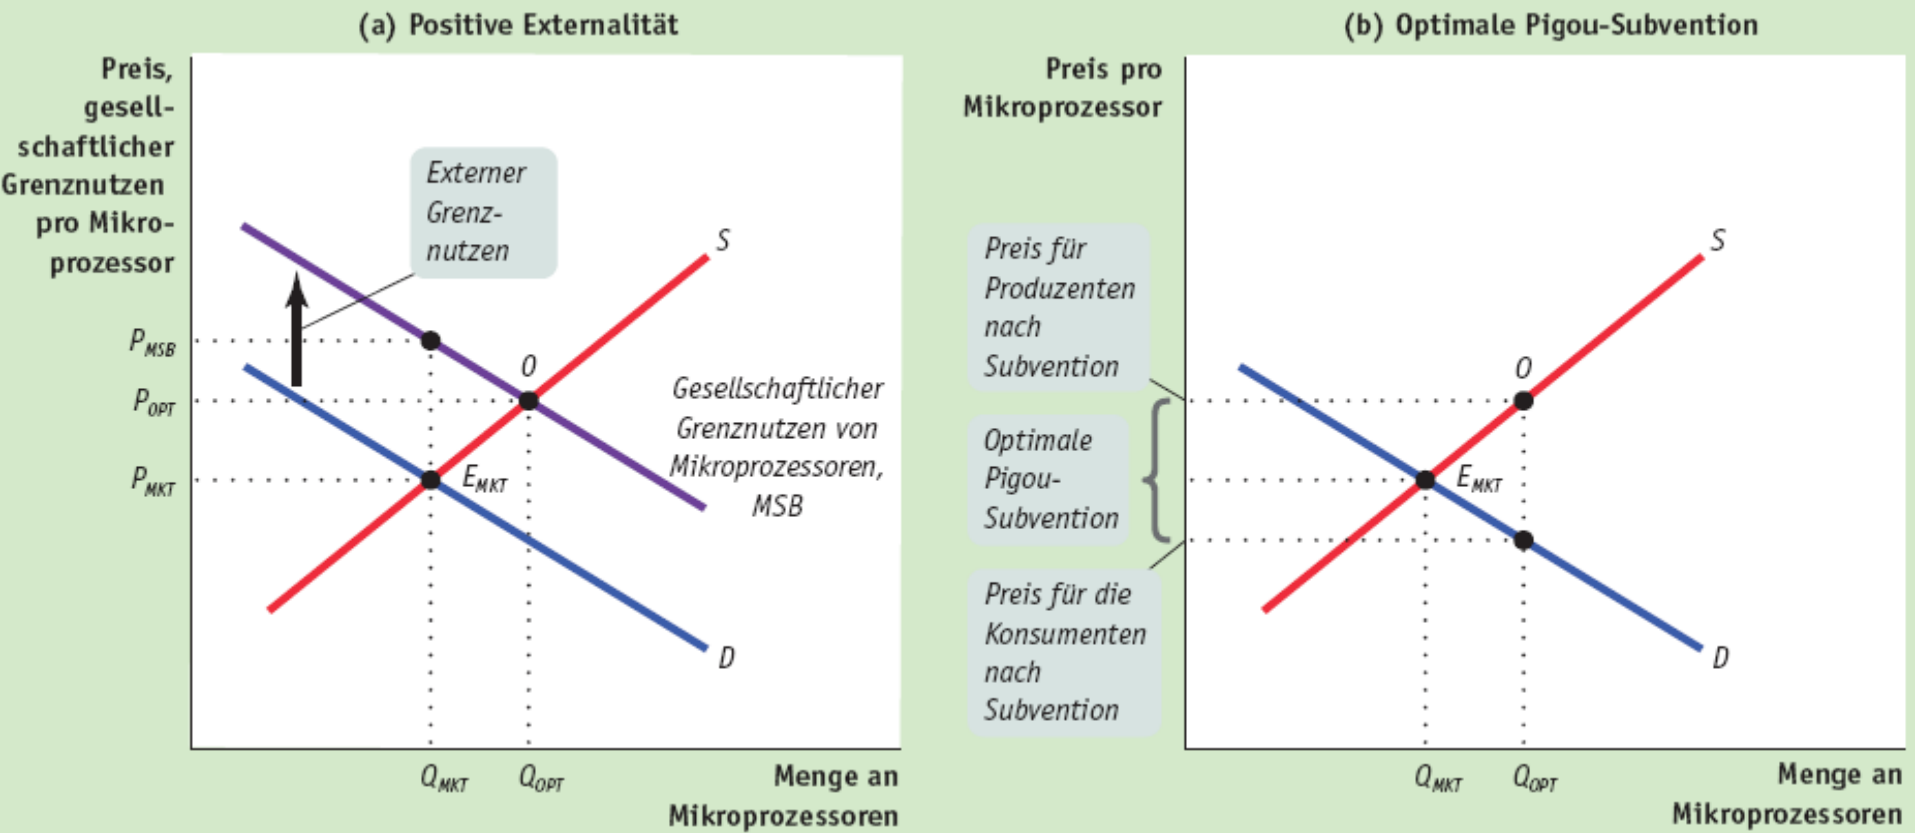 (a) Positive Externalität
Preis,
gesell-
schaftlicher
Grenznutzen
pro Mikro-
prozessor
Externer
Grenz-
nutzen
S
P_MSB
O
P_OPT
Gesellschaftlicher
Grenznutzen von
Mikroprozessoren,
MSB
P_MKT
E_MKT
D
Q_MKT
Q_OPT
Menge an
Mikroprozessoren
(b) Optimale Pigou-Subvention
Preis pro
Mikroprozessor
Preis für
Produzenten
nach
Subvention
S
O
Optimale
Pigou-
Subvention
E_MKT
Preis für die
Konsumenten
nach
Subvention
D
Q_MKT
Q_OPT
Menge an
Mikroprozessoren